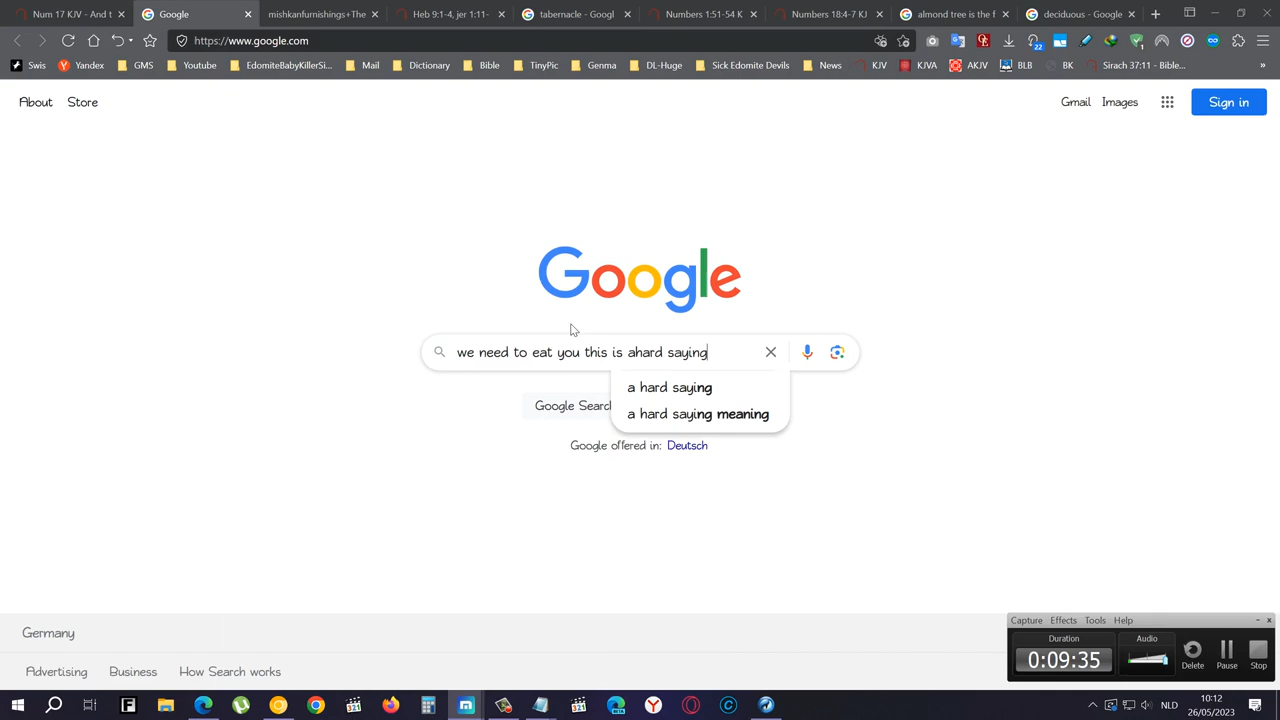 Num 17 KJV - And t
Google
mishkanfurnishings+The
Heb 9:1-4, jer 1:11-
tabernacle - Googl
Numbers 1:51-54 K
Numbers 18:4-7 KJ
almond tree is the f
deciduous - Google
https://www.google.com
22
1
Swis
Yandex
GMS
Youtube
EdomiteBabyKillerSi...
Mail
Dictionary
Bible
TinyPic
Genma
DL-Huge
Sick Edomite Devils
News
KJV
KJVA
AKJV
BLB
BK
Sirach 37:11 - Bible...
»
About
Store
Gmail
Images
Sign in
Google
we need to eat you this is ahard saying
a hard saying
a hard saying meaning
Google Search
Google offered in: Deutsch
Germany
Advertising
Business
How Search works
Capture
Effects
Tools
Help
Duration
0:09:35
Audio
Delete
Pause
Stop
NLD
10:12
26/05/2023